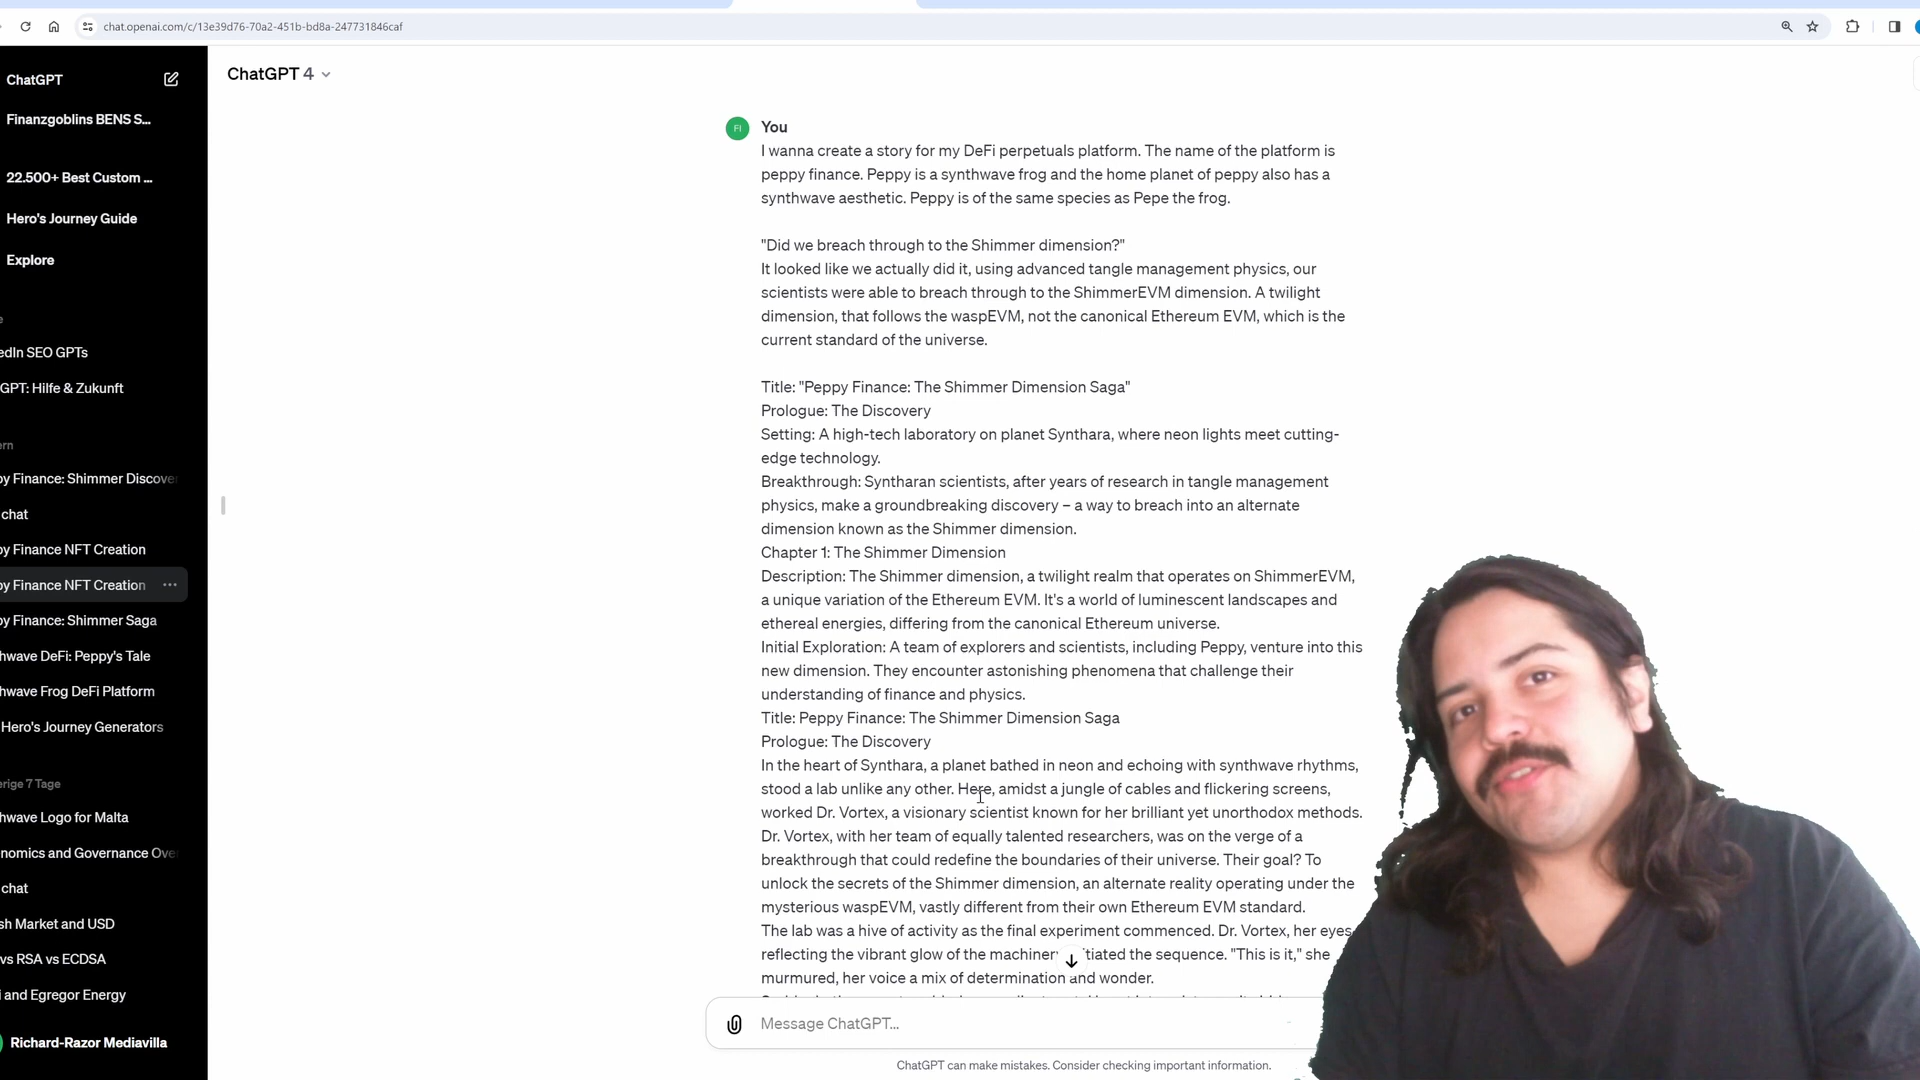 chat.openai.com/c/13e39d76-70a2-451b-bd8a-247731846caf
ChatGPT
Finanzgoblins BENS S...
22.500+ Best Custom ...
Hero's Journey Guide
Explore
edIn SEO GPTs
GPT: Hilfe & Zukunft
ern
py Finance: Shimmer Discover
chat
py Finance NFT Creation
py Finance NFT Creation ...
py Finance: Shimmer Saga
hwave DeFi: Peppy's Tale
hwave Frog DeFi Platform
Hero's Journey Generators
erige 7 Tage
hwave Logo for Malta
nomics and Governance Ove
chat
sh Market and USD
vs RSA vs ECDSA
i and Egregor Energy
Richard-Razor Mediavilla
ChatGPT 4
FI
You
I wanna create a story for my DeFi perpetuals platform. The name of the platform is
peppy finance. Peppy is a synthwave frog and the home planet of peppy also has a
synthwave aesthetic. Peppy is of the same species as Pepe the frog.
"Did we breach through to the Shimmer dimension?"
It looked like we actually did it, using advanced tangle management physics, our
scientists were able to breach through to the ShimmerEVM dimension. A twilight
dimension, that follows the waspEVM, not the canonical Ethereum EVM, which is the
current standard of the universe.
Title: "Peppy Finance: The Shimmer Dimension Saga"
Prologue: The Discovery
Setting: A high-tech laboratory on planet Synthara, where neon lights meet cutting-
edge technology.
Breakthrough: Syntharan scientists, after years of research in tangle management
physics, make a groundbreaking discovery – a way to breach into an alternate
dimension known as the Shimmer dimension.
Chapter 1: The Shimmer Dimension
Description: The Shimmer dimension, a twilight realm that operates on ShimmerEVM,
a unique variation of the Ethereum EVM. It's a world of luminescent landscapes and
ethereal energies, differing from the canonical Ethereum universe.
Initial Exploration: A team of explorers and scientists, including Peppy, venture into this
new dimension. They encounter astonishing phenomena that challenge their
understanding of finance and physics.
Title: Peppy Finance: The Shimmer Dimension Saga
Prologue: The Discovery
In the heart of Synthara, a planet bathed in neon and echoing with synthwave rhythms,
stood a lab unlike any other. Here, amidst a jungle of cables and flickering screens,
worked Dr. Vortex, a visionary scientist known for her brilliant yet unorthodox methods.
Dr. Vortex, with her team of equally talented researchers, was on the verge of a
breakthrough that could redefine the boundaries of their universe. Their goal? To
unlock the secrets of the Shimmer dimension, an alternate reality operating under the
mysterious waspEVM, vastly different from their own Ethereum EVM standard.
The lab was a hive of activity as the final experiment commenced. Dr. Vortex, her eyes
reflecting the vibrant glow of the machinery tiated the sequence. "This is it," she
murmured, her voice a mix of determination and wonder.
Message ChatGPT...
ChatGPT can make mistakes. Consider checking important information.